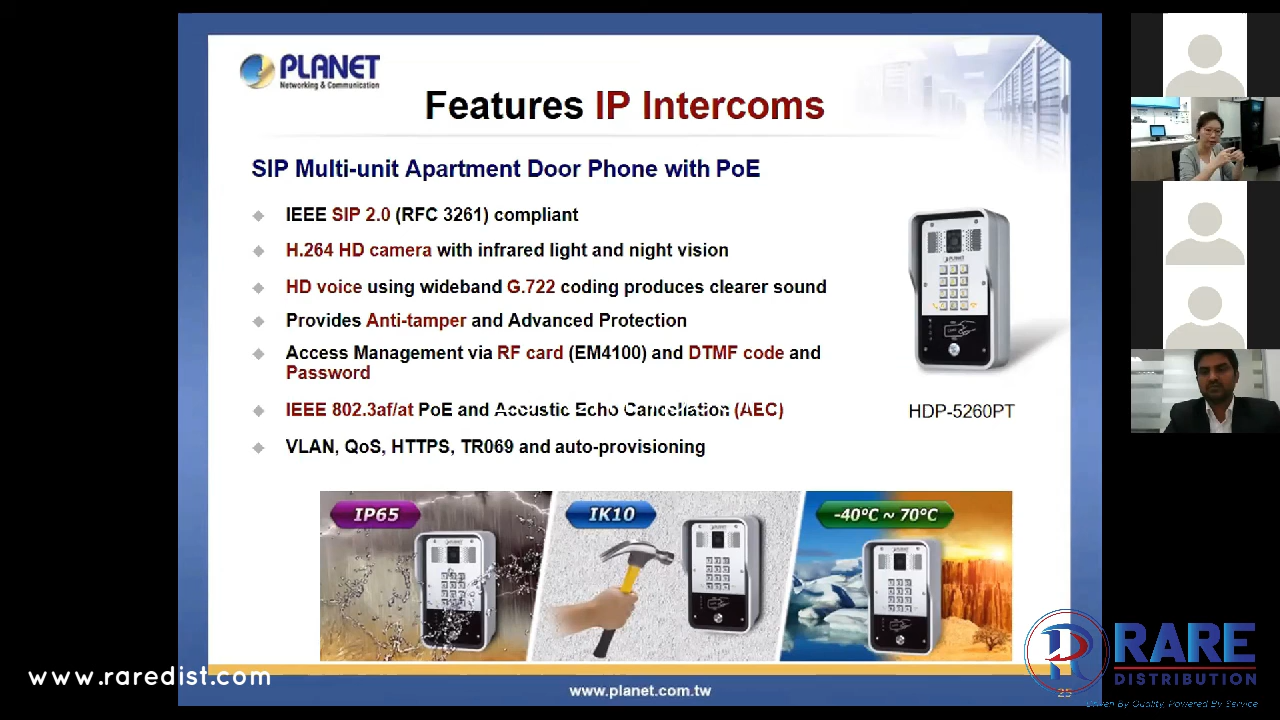 PLANET
Networking & Communication
Features IP Intercoms
SIP Multi-unit Apartment Door Phone with PoE
IEEE SIP 2.0 (RFC 3261) compliant
H.264 HD camera with infrared light and night vision
HD voice using wideband G.722 coding produces clearer sound
Provides Anti-tamper and Advanced Protection
Access Management via RF card (EM4100) and DTMF code and
Password
IEEE 802.3af/at PoE and Acoustic Echo Cancellation (AEC)
VLAN, QoS, HTTPS, TR069 and auto-provisioning
HDP-5260PT
IP65
IK10
-40°C ~ 70°C
www.raredist.com
www.planet.com.tw
25
RARE
DISTRIBUTION
Driven By Quality, Powered By Service